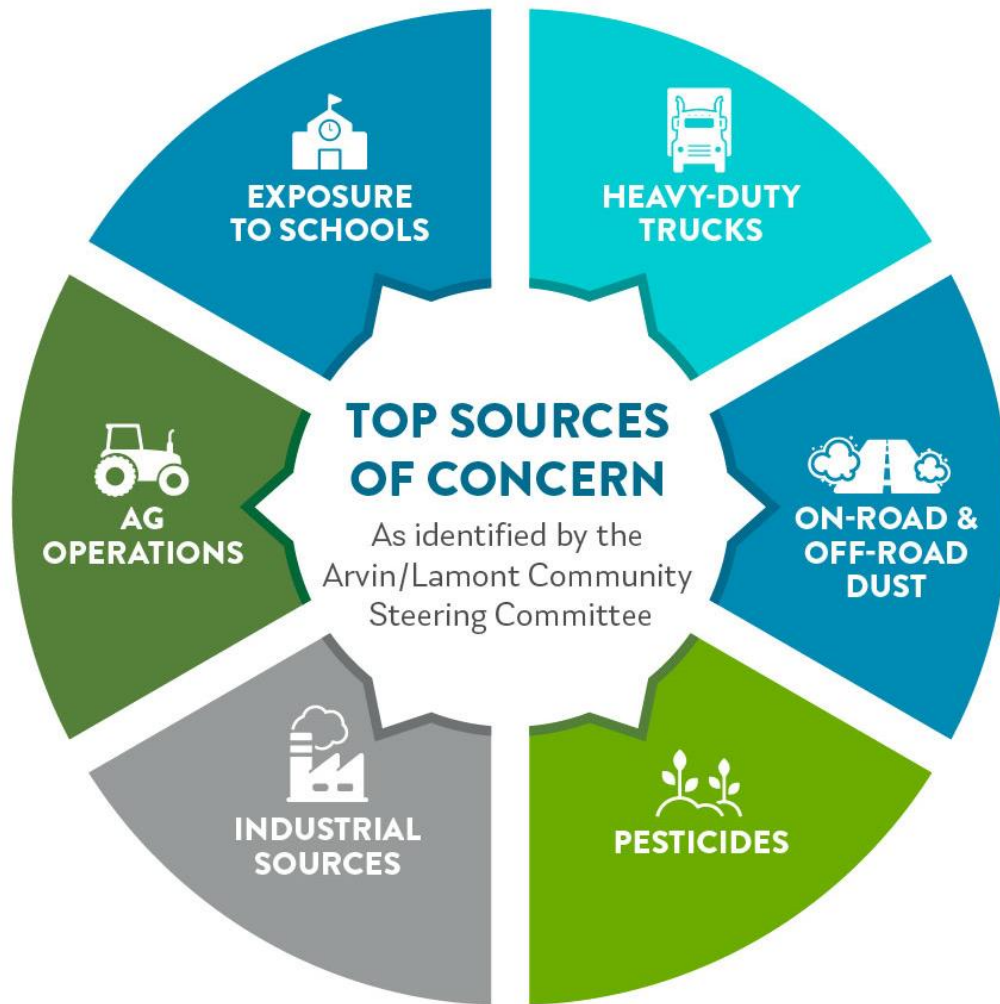 TOP SOURCES
OF CONCERN
As identified by the
Arvin/Lamont Community
Steering Committee
HEAVY-DUTY
TRUCKS
ON-ROAD &
OFF-ROAD
DUST
PESTICIDES
INDUSTRIAL
SOURCES
AG
OPERATIONS
EXPOSURE
TO SCHOOLS